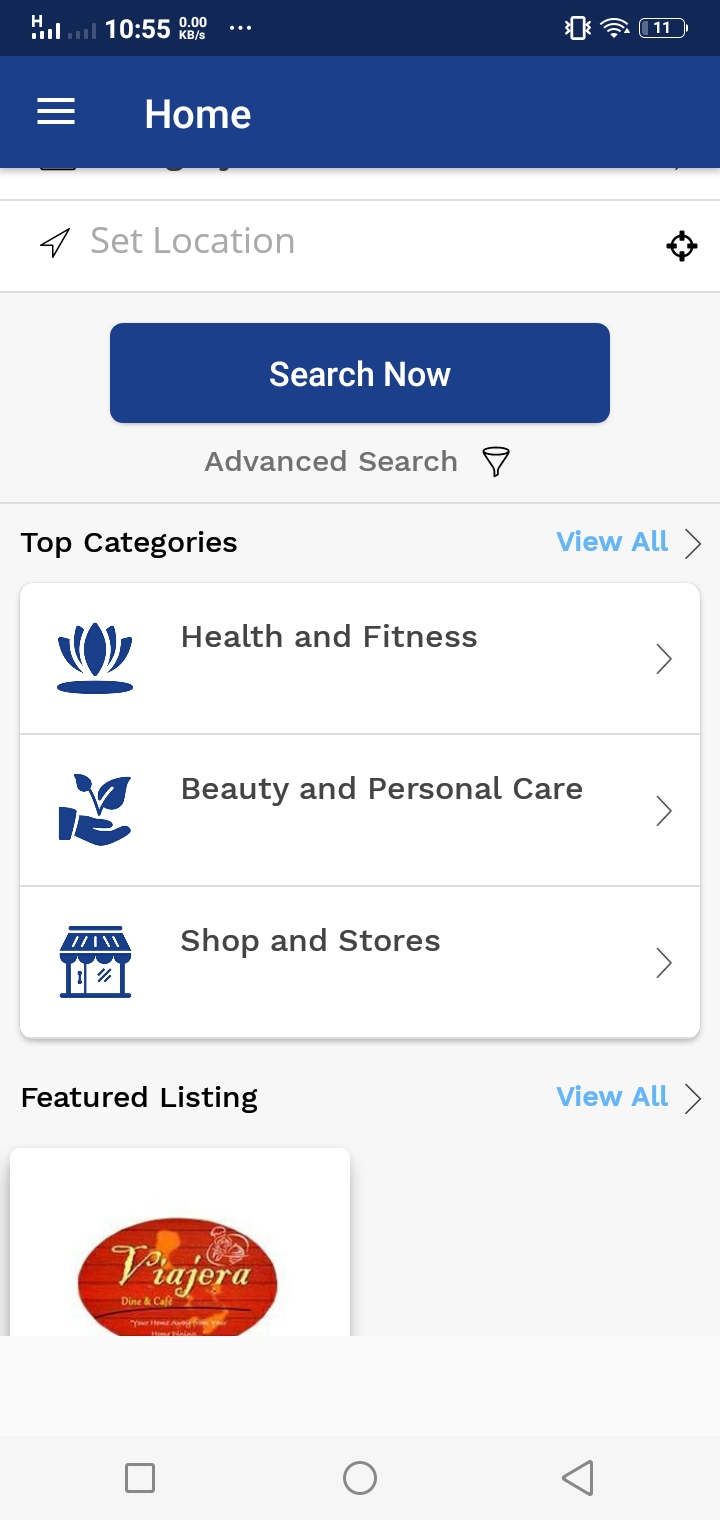 H 10:55 0.00 KB/s ... 11
Home
Set Location
Search Now
Advanced Search
Top Categories View All
Health and Fitness
Beauty and Personal Care
Shop and Stores
Featured Listing View All
Viajera
Dine & Café
"Your Home Away from Your
Home Dining